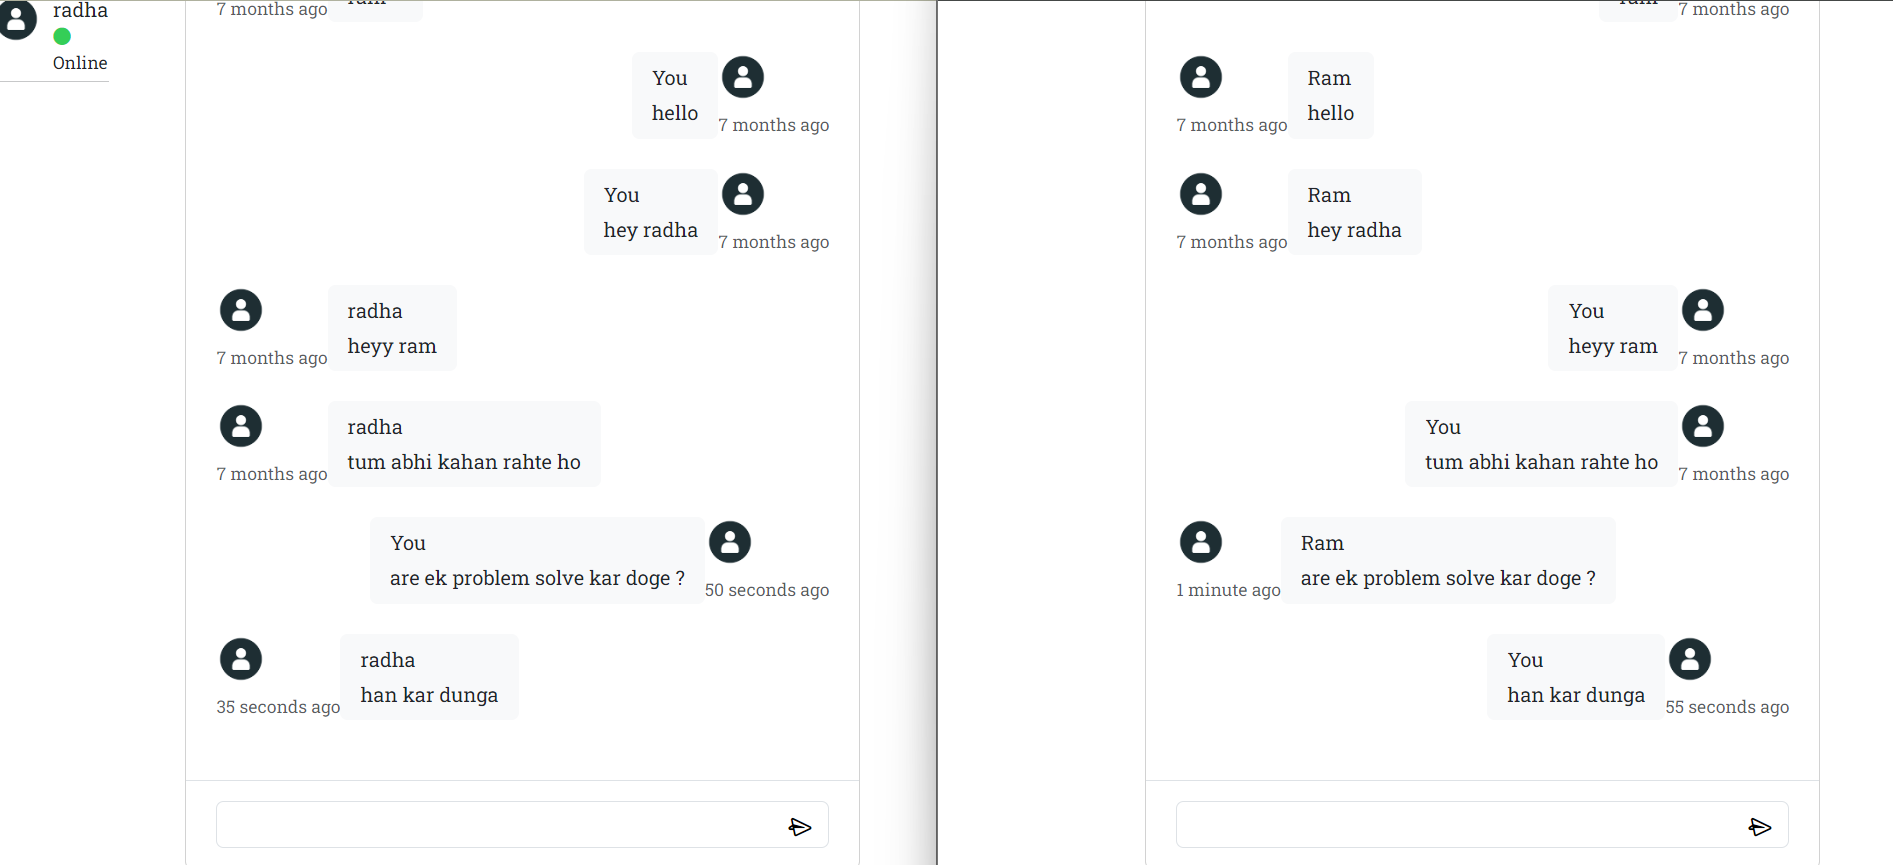 radha
Online
7 months ago
You
hello
7 months ago
You
hey radha
7 months ago
radha
heyy ram
7 months ago
radha
tum abhi kahan rahte ho
7 months ago
You
are ek problem solve kar doge ?
50 seconds ago
radha
han kar dunga
35 seconds ago
7 months ago
Ram
hello
7 months ago
Ram
hey radha
7 months ago
You
heyy ram
7 months ago
You
tum abhi kahan rahte ho
7 months ago
Ram
are ek problem solve kar doge ?
1 minute ago
You
han kar dunga
55 seconds ago